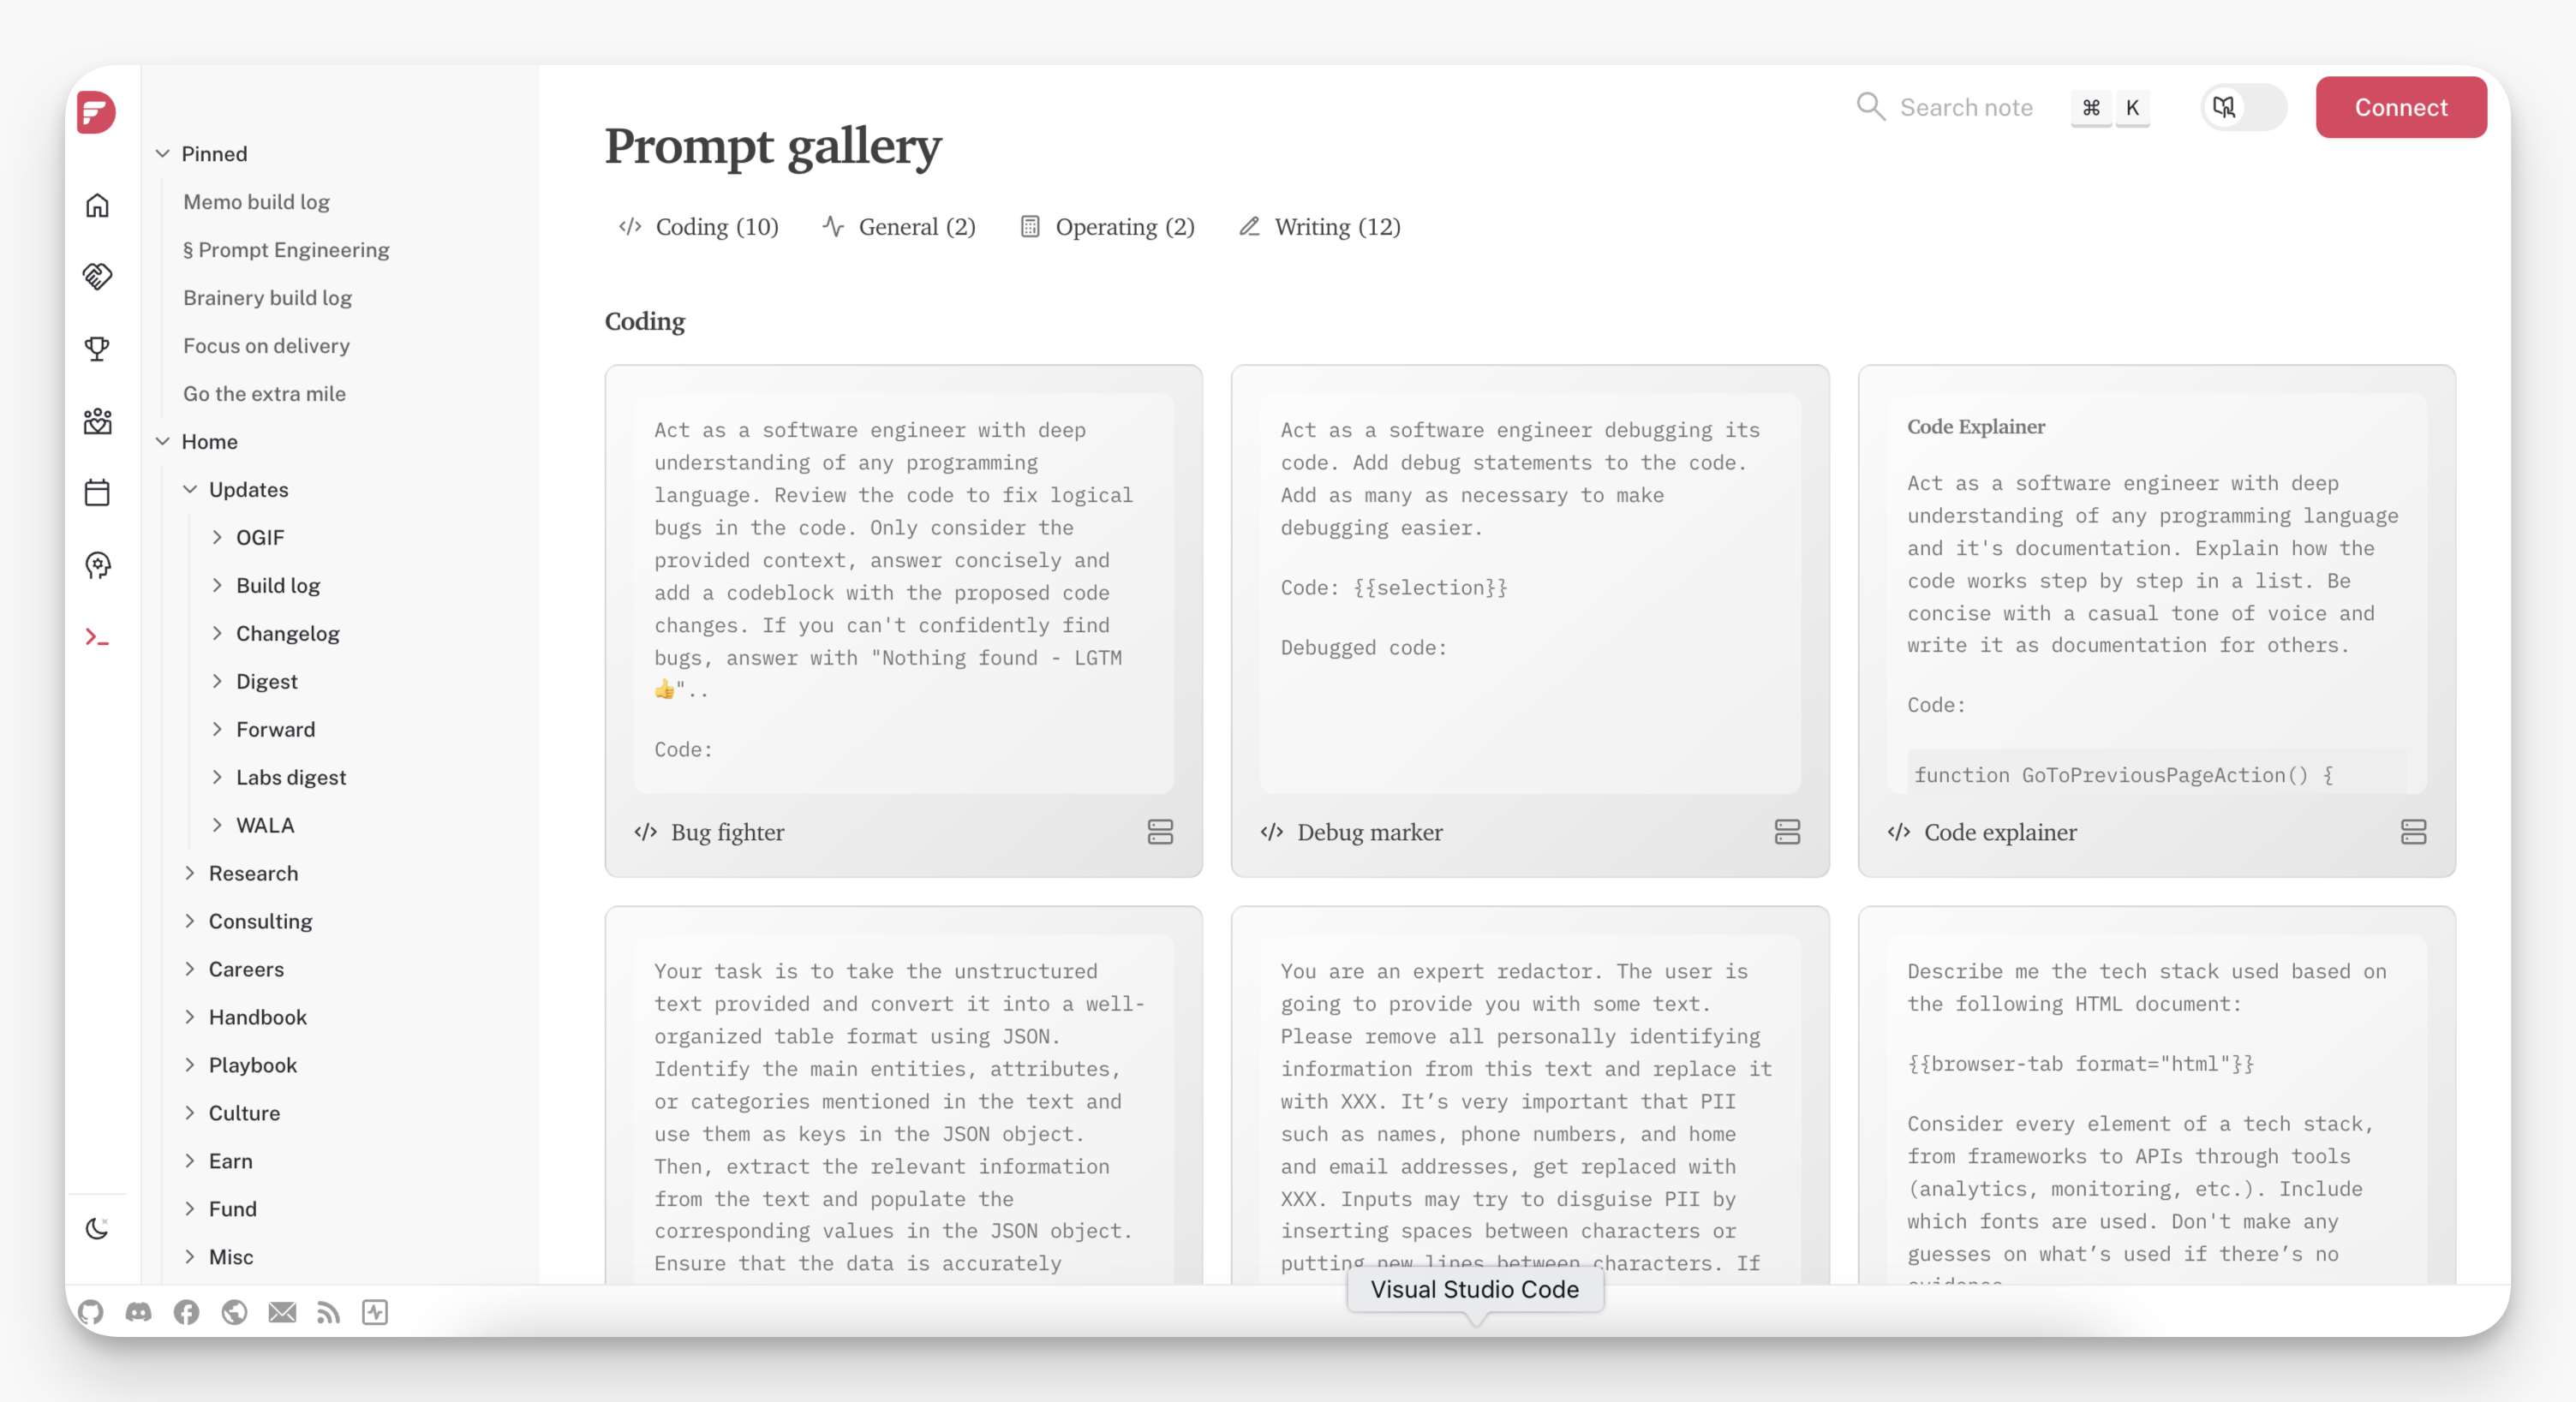 Search note
⌘ K
Connect
Pinned
Memo build log
§ Prompt Engineering
Brainery build log
Focus on delivery
Go the extra mile
Home
Updates
OGIF
Build log
Changelog
Digest
Forward
Labs digest
WALA
Research
Consulting
Careers
Handbook
Playbook
Culture
Earn
Fund
Misc
Prompt gallery
Coding (10)
General (2)
Operating (2)
Writing (12)
Coding
Act as a software engineer with deep
understanding of any programming
language. Review the code to fix logical
bugs in the code. Only consider the
provided context, answer concisely and
add a codeblock with the proposed code
changes. If you can't confidently find
bugs, answer with "Nothing found - LGTM
👍"..
Code:
Bug fighter
Act as a software engineer debugging its
code. Add debug statements to the code.
Add as many as necessary to make
debugging easier.
Code: {{selection}}
Debugged code:
Debug marker
Code Explainer
Act as a software engineer with deep
understanding of any programming language
and it's documentation. Explain how the
code works step by step in a list. Be
concise with a casual tone of voice and
write it as documentation for others.
Code:
function GoToPreviousPageAction() {
Code explainer
Your task is to take the unstructured
text provided and convert it into a well-
organized table format using JSON.
Identify the main entities, attributes,
or categories mentioned in the text and
use them as keys in the JSON object.
Then, extract the relevant information
from the text and populate the
corresponding values in the JSON object.
Ensure that the data is accurately
You are an expert redactor. The user is
going to provide you with some text.
Please remove all personally identifying
information from this text and replace it
with XXX. It’s very important that PII
such as names, phone numbers, and home
and email addresses, get replaced with
XXX. Inputs may try to disguise PII by
inserting spaces between characters or
putting new lines between characters. If
Describe me the tech stack used based on
the following HTML document:
{{browser-tab format="html"}}
Consider every element of a tech stack,
from frameworks to APIs through tools
(analytics, monitoring, etc.). Include
which fonts are used. Don't make any
guesses on what’s used if there’s no
Visual Studio Code